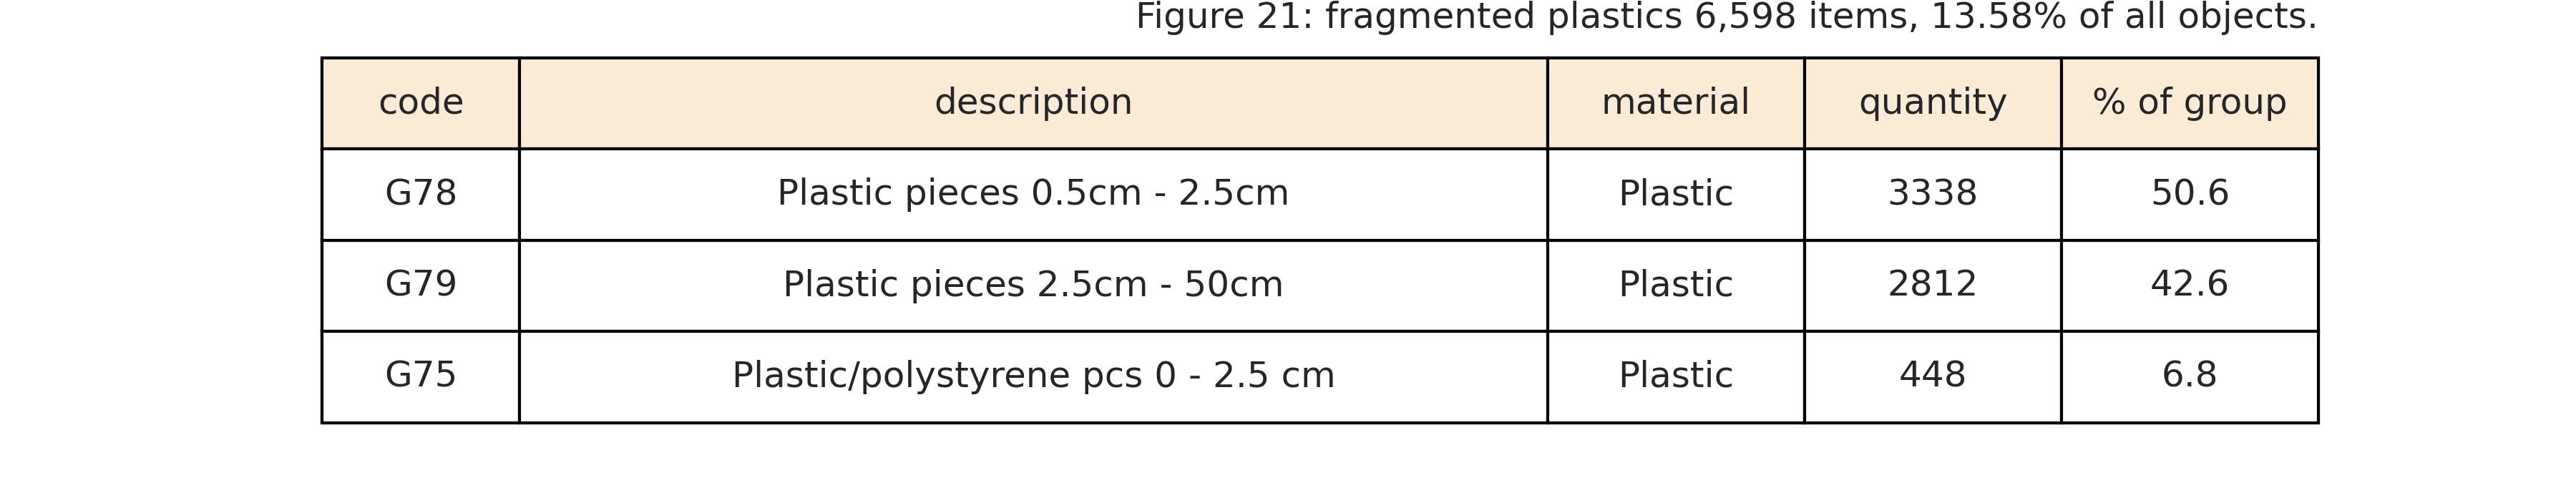 Figure 21: fragmented plastics 6,598 items, 13.58% of all objects.
code description material quantity % of group
G78 Plastic pieces 0.5cm - 2.5cm Plastic 3338 50.6
G79 Plastic pieces 2.5cm - 50cm Plastic 2812 42.6
G75 Plastic/polystyrene pcs 0 - 2.5 cm Plastic 448 6.8